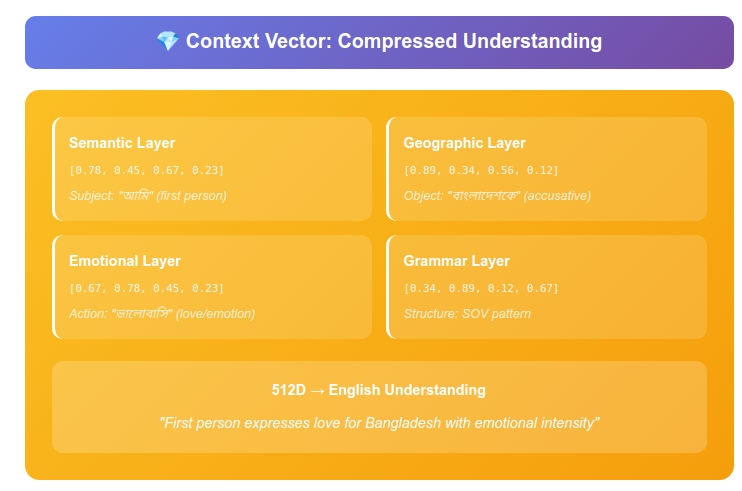 💎 Context Vector: Compressed Understanding
Semantic Layer
[0.78, 0.45, 0.67, 0.23]
Subject: "আমি" (first person)
Geographic Layer
[0.89, 0.34, 0.56, 0.12]
Object: "বাংলাদেশকে" (accusative)
Emotional Layer
[0.67, 0.78, 0.45, 0.23]
Action: "ভালোবাসি" (love/emotion)
Grammar Layer
[0.34, 0.89, 0.12, 0.67]
Structure: SOV pattern
512D → English Understanding
"First person expresses love for Bangladesh with emotional intensity"